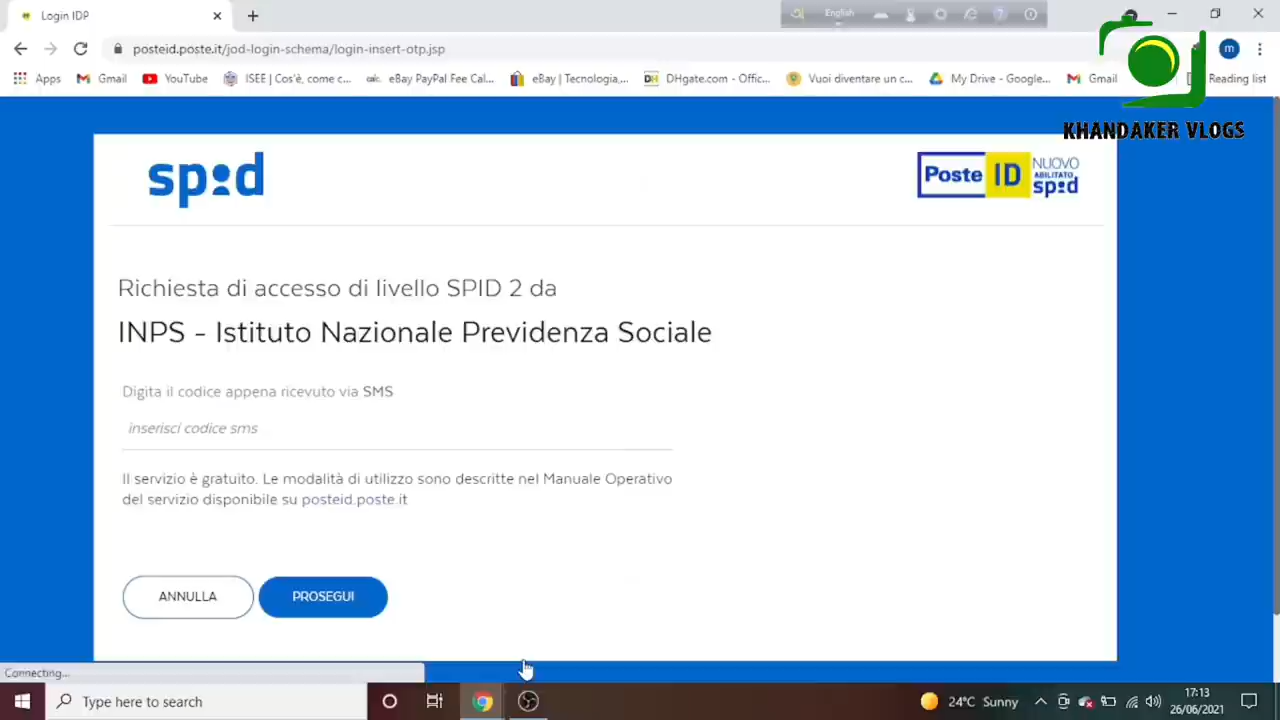 Login IDP
English
posteid.poste.it/jod-login-schema/login-insert-otp.jsp
m
Apps
Gmail
YouTube
ISEE | Cos'è, come c...
eBay PayPal Fee Cal...
eBay | Tecnologia,...
DHgate.com - Offic...
Vuoi diventare un c...
My Drive - Google...
Gmail
Reading list
KHANDAKER VLOGS
spid
Poste ID NUOVO
ABILITATO
spid
Richiesta di accesso di livello SPID 2 da
INPS - Istituto Nazionale Previdenza Sociale
Digita il codice appena ricevuto via SMS
inserisci codice sms
Il servizio è gratuito. Le modalità di utilizzo sono descritte nel Manuale Operativo
del servizio disponibile su posteid.poste.it
ANNULLA
PROSEGUI
Connecting...
Type here to search
24°C Sunny
17:13
26/06/2021